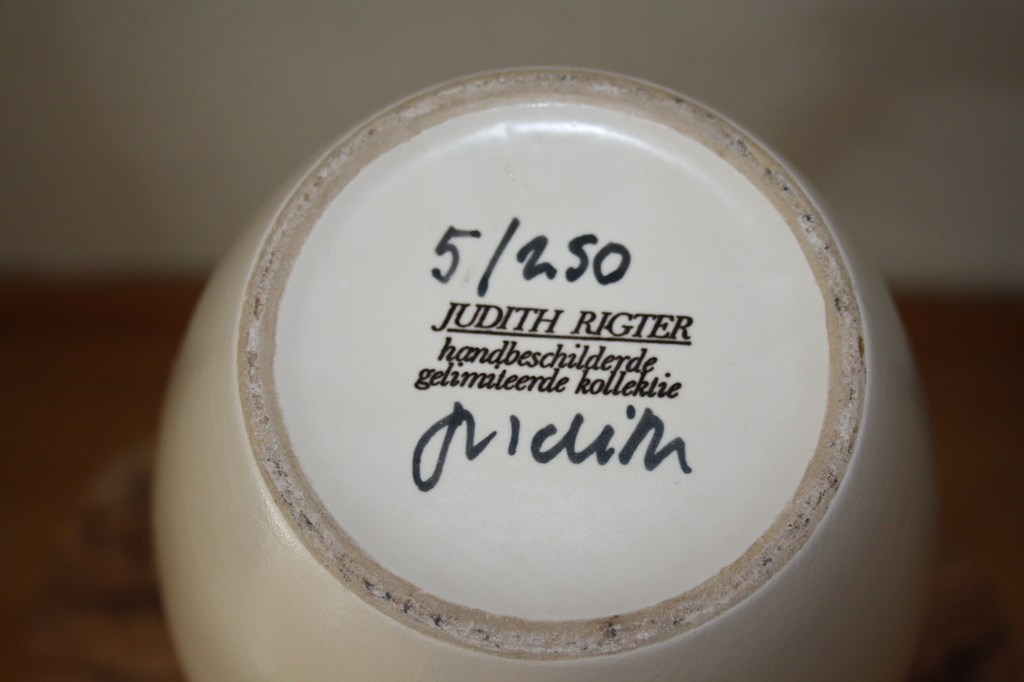 5/250
JUDITH RIGTER
handbeschilderde
gelimiteerde kollektie
Judith